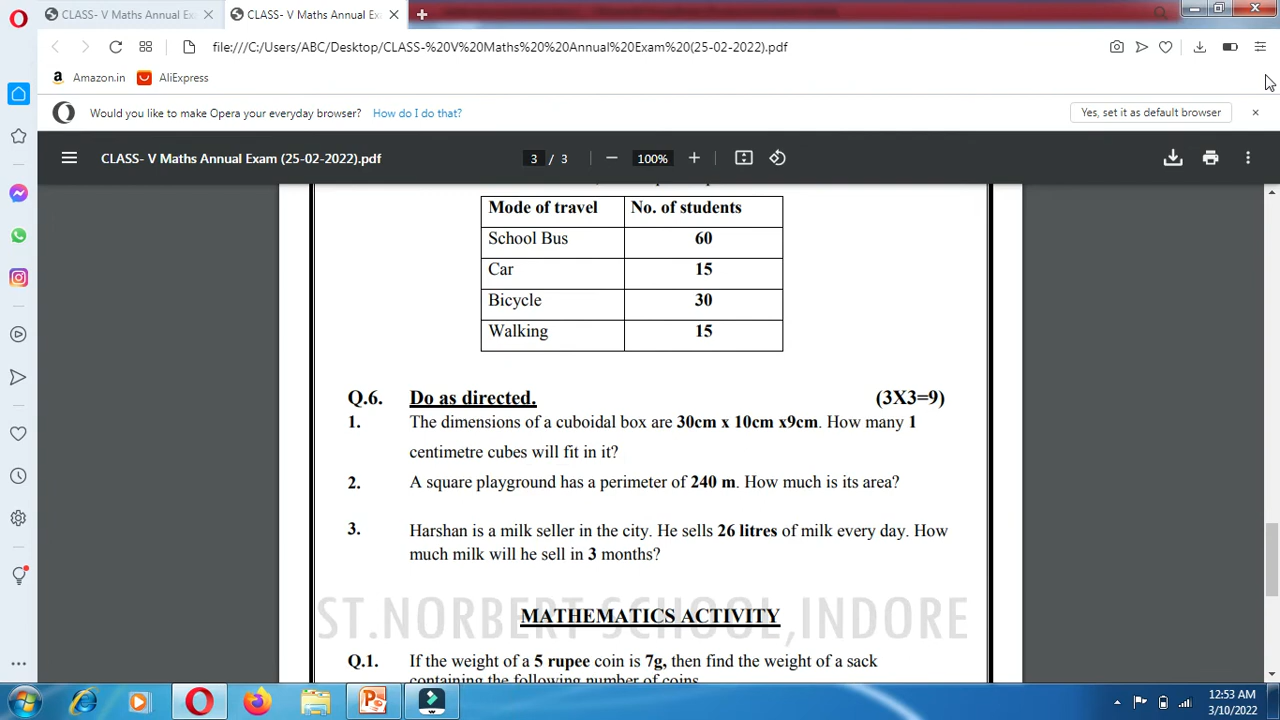 CLASS- V Maths Annual Ex
CLASS- V Maths Annual Ex
file:///C:/Users/ABC/Desktop/CLASS-%20V%20Maths%20%20Annual%20Exam%20(25-02-2022).pdf
Amazon.in
AliExpress
Would you like to make Opera your everyday browser? How do I do that?
Yes, set it as default browser
CLASS- V Maths Annual Exam (25-02-2022).pdf
3 / 3
100%
Mode of travel No. of students
School Bus 60
Car 15
Bicycle 30
Walking 15
Q.6. Do as directed. (3X3=9)
1. The dimensions of a cuboidal box are 30cm x 10cm x9cm. How many 1
centimetre cubes will fit in it?
2. A square playground has a perimeter of 240 m. How much is its area?
3. Harshan is a milk seller in the city. He sells 26 litres of milk every day. How
much milk will he sell in 3 months?
ST.NORBERT SCHOOL,INDORE
MATHEMATICS ACTIVITY
Q.1. If the weight of a 5 rupee coin is 7g, then find the weight of a sack
containing the following number of coins
12:53 AM
3/10/2022